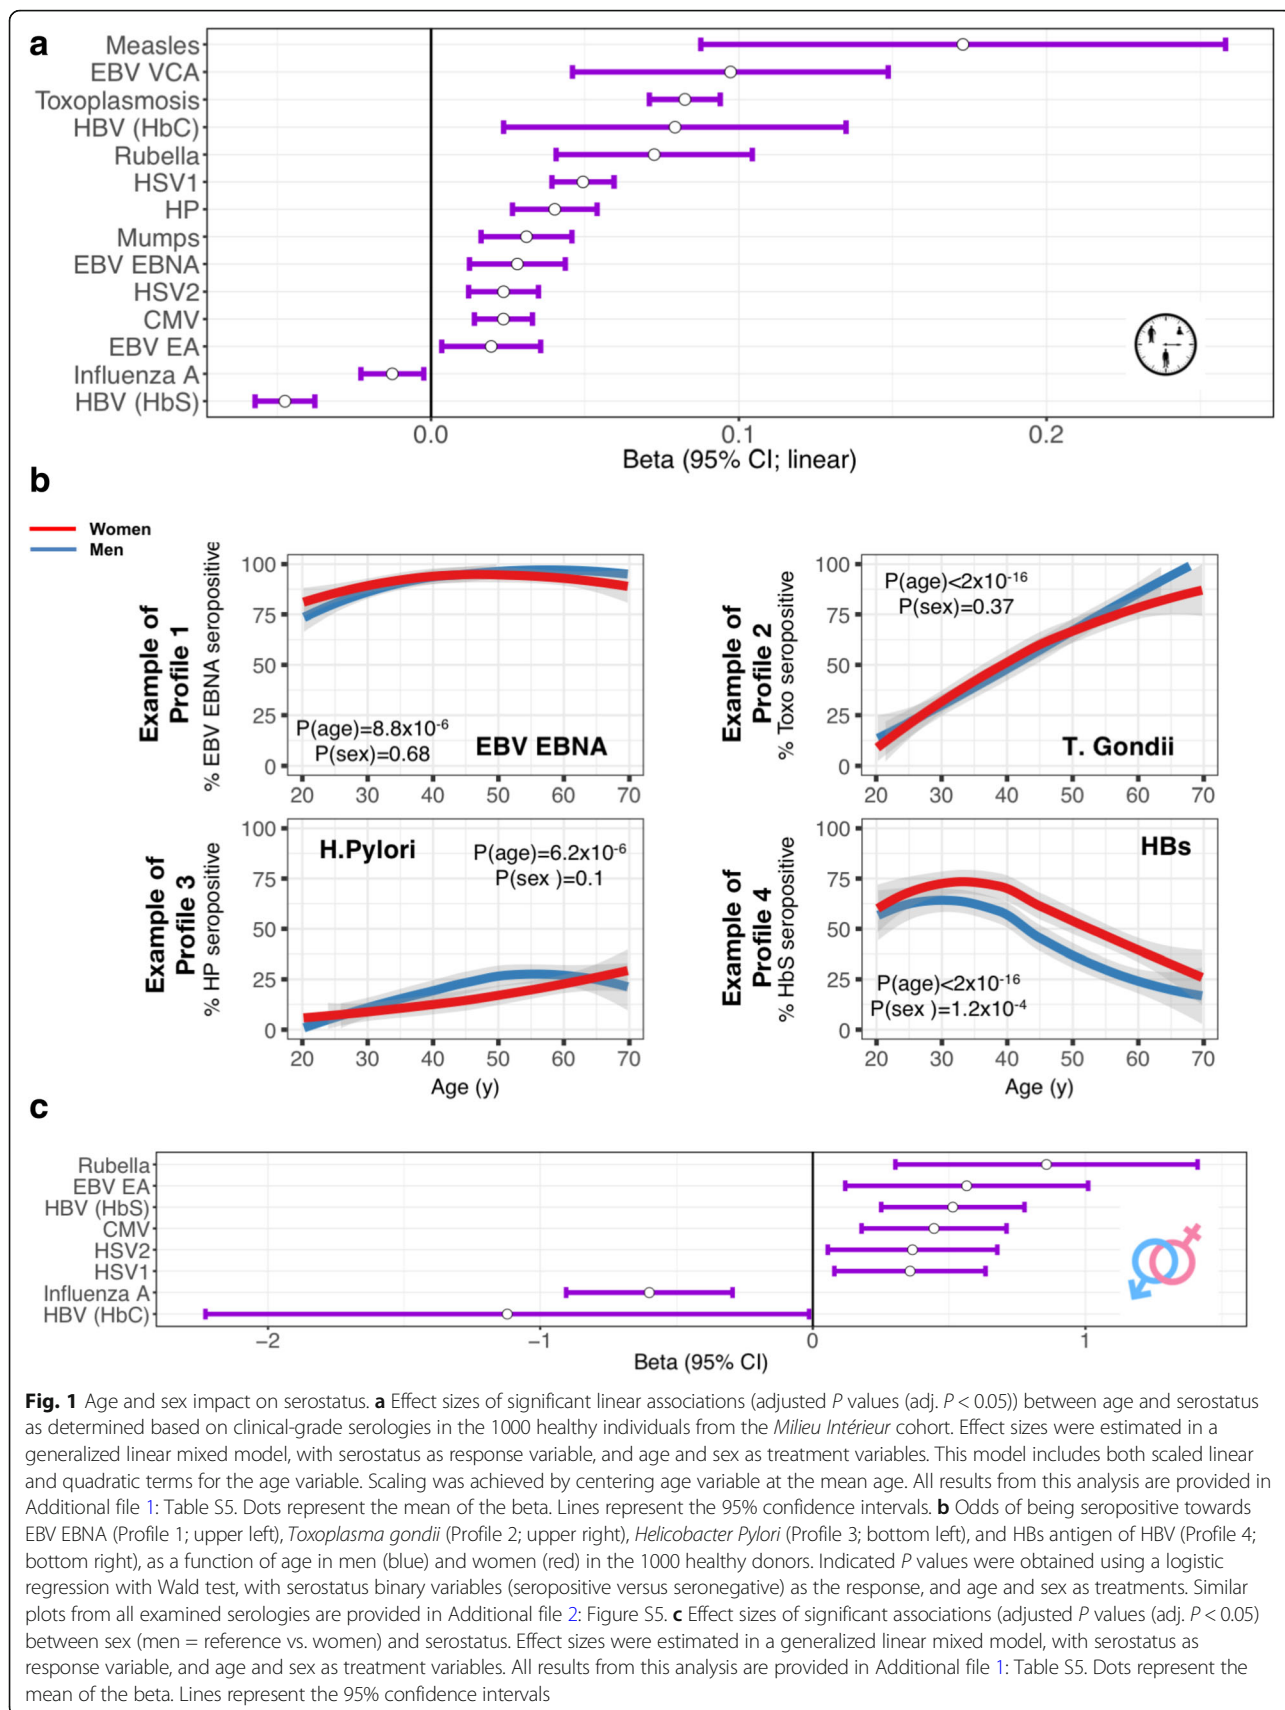 a
Measles
EBV VCA
Toxoplasmosis
HBV (HbC)
Rubella
HSV1
HP
Mumps
EBV EBNA
HSV2
CMV
EBV EA
Influenza A
HBV (HbS)
0.0 0.1 0.2
Beta (95% CI; linear)
b
Women
Men
Example of
Profile 1
% EBV EBNA seropositive
100
75
50
25
0
P(age)=8.8x10-6
P(sex)=0.68
EBV EBNA
20 30 40 50 60 70
Example of
Profile 2
% Toxo seropositive
100
75
50
25
0
P(age)<2x10-16
P(sex)=0.37
T. Gondii
20 30 40 50 60 70
Example of
Profile 3
% HP seropositive
100
75
50
25
0
H.Pylori
P(age)=6.2x10-6
P(sex )=0.1
20 30 40 50 60 70
Age (y)
Example of
Profile 4
% HbS seropositive
100
75
50
25
0
HBs
P(age)<2x10-16
P(sex )=1.2x10-4
20 30 40 50 60 70
Age (y)
c
Rubella
EBV EA
HBV (HbS)
CMV
HSV2
HSV1
Influenza A
HBV (HbC)
−2 −1 0 1
Beta (95% CI)
Fig. 1 Age and sex impact on serostatus. a Effect sizes of significant linear associations (adjusted P values (adj. P < 0.05)) between age and serostatus
as determined based on clinical-grade serologies in the 1000 healthy individuals from the Milieu Intérieur cohort. Effect sizes were estimated in a
generalized linear mixed model, with serostatus as response variable, and age and sex as treatment variables. This model includes both scaled linear
and quadratic terms for the age variable. Scaling was achieved by centering age variable at the mean age. All results from this analysis are provided in
Additional file 1: Table S5. Dots represent the mean of the beta. Lines represent the 95% confidence intervals. b Odds of being seropositive towards
EBV EBNA (Profile 1; upper left), Toxoplasma gondii (Profile 2; upper right), Helicobacter Pylori (Profile 3; bottom left), and HBs antigen of HBV (Profile 4;
bottom right), as a function of age in men (blue) and women (red) in the 1000 healthy donors. Indicated P values were obtained using a logistic
regression with Wald test, with serostatus binary variables (seropositive versus seronegative) as the response, and age and sex as treatments. Similar
plots from all examined serologies are provided in Additional file 2: Figure S5. c Effect sizes of significant associations (adjusted P values (adj. P < 0.05)
between sex (men = reference vs. women) and serostatus. Effect sizes were estimated in a generalized linear mixed model, with serostatus as
response variable, and age and sex as treatment variables. All results from this analysis are provided in Additional file 1: Table S5. Dots represent the
mean of the beta. Lines represent the 95% confidence intervals